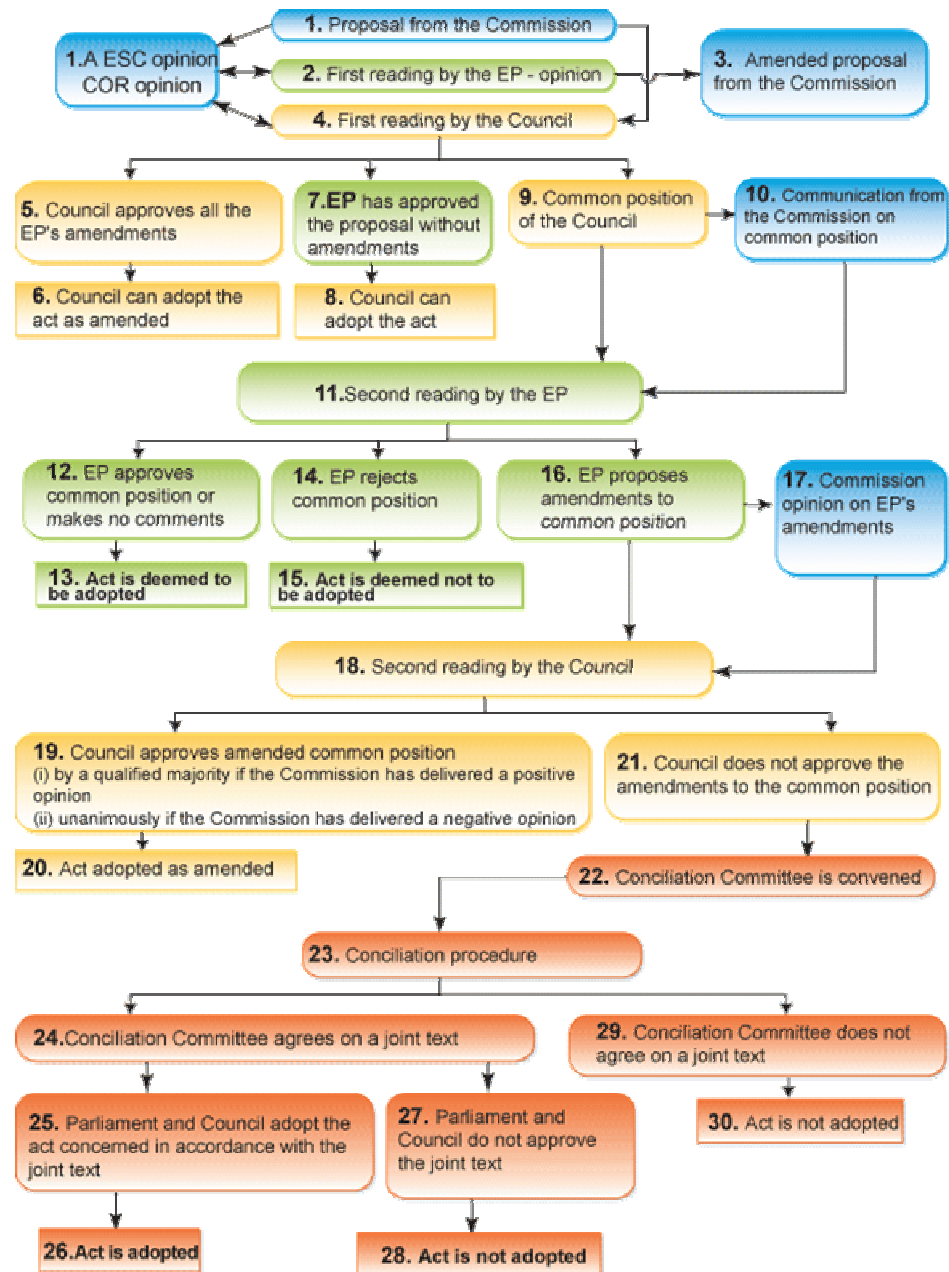 1. Proposal from the Commission
1.A ESC opinion
COR opinion
2. First reading by the EP - opinion
3. Amended proposal
from the Commission
4. First reading by the Council
5. Council approves all the
EP's amendments
7.EP has approved
the proposal without
amendments
9. Common position
of the Council
10. Communication from
the Commission on
common position
6. Council can adopt the
act as amended
8. Council can
adopt the act
11.Second reading by the EP
12. EP approves
common position or
makes no comments
14. EP rejects
common position
16. EP proposes
amendments to
common position
17. Commission
opinion on EP's
amendments
13. Act is deemed to
be adopted
15. Act is deemed not to
be adopted
18. Second reading by the Council
19. Council approves amended common position
(i) by a qualified majority if the Commission has delivered a positive
opinion
(ii) unanimously if the Commission has delivered a negative opinion
21. Council does not approve the
amendments to the common position
20. Act adopted as amended
22. Conciliation Committee is convened
23. Conciliation procedure
24.Conciliation Committee agrees on a joint text
29. Conciliation Committee does not
agree on a joint text
25. Parliament and Council adopt the
act concerned in accordance with the
joint text
27. Parliament and
Council do not approve
the joint text
30. Act is not adopted
26.Act is adopted
28. Act is not adopted